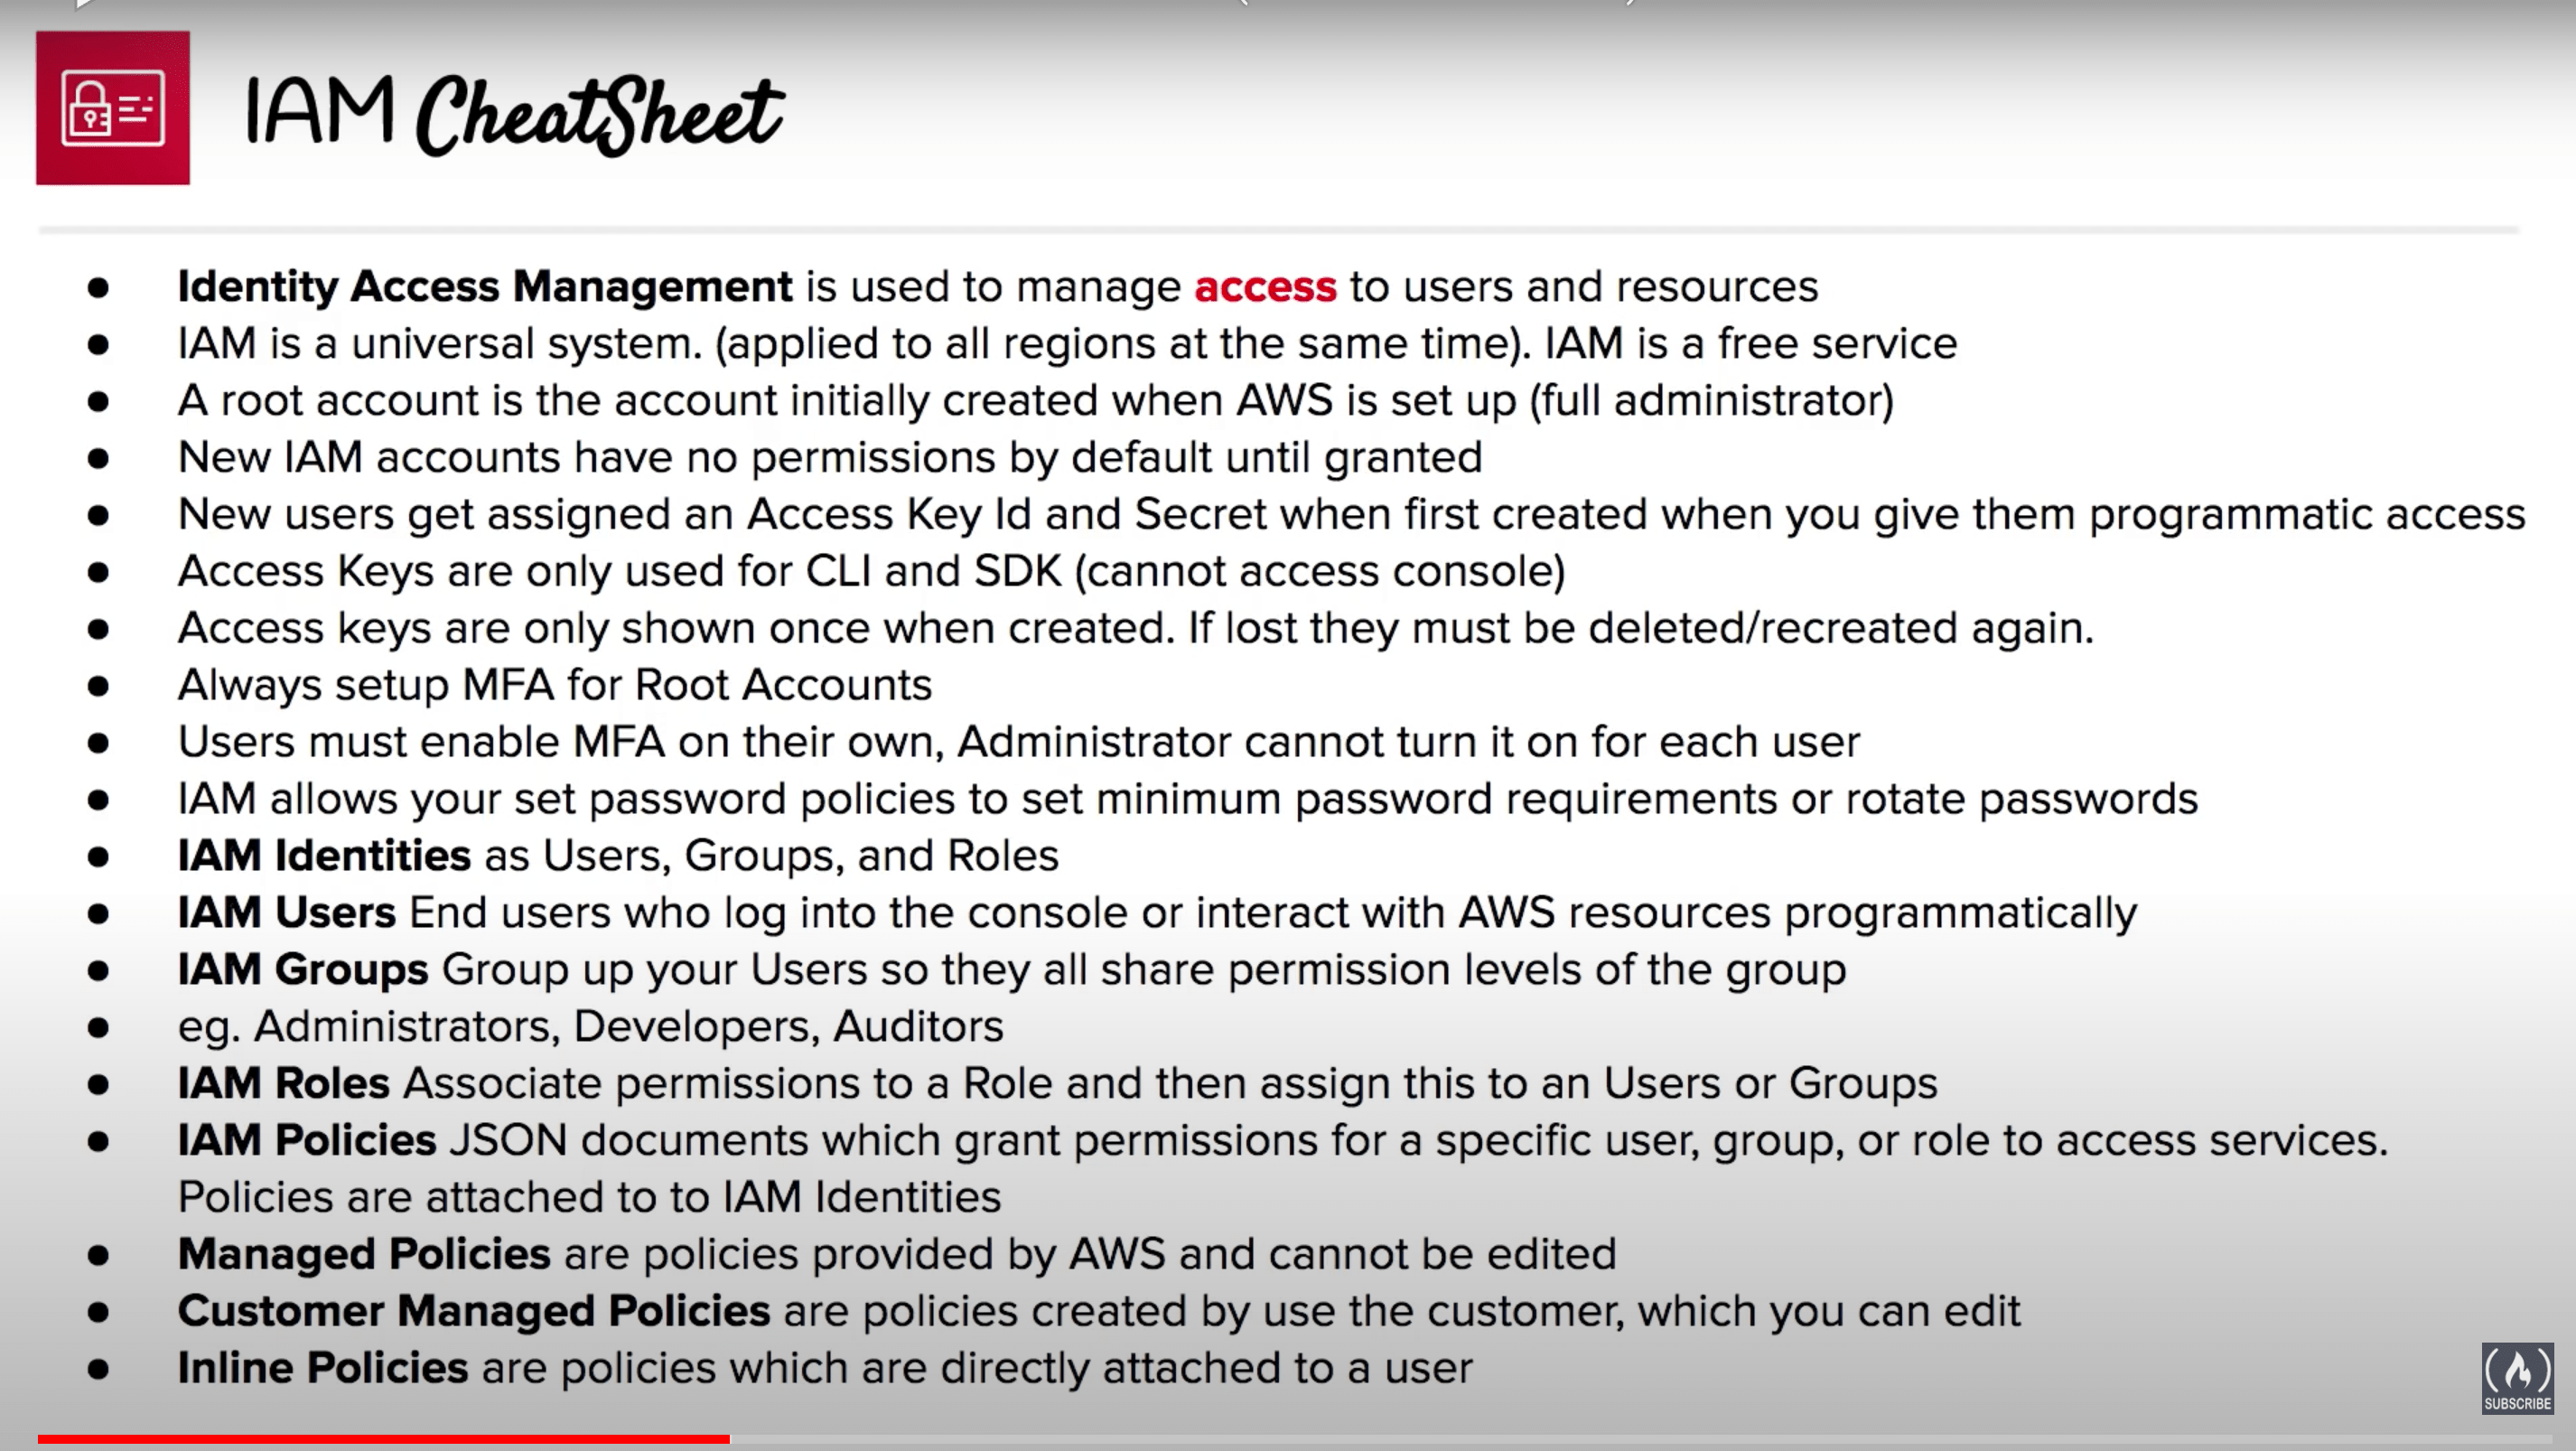 IAM CheatSheet
Identity Access Management is used to manage access to users and resources
IAM is a universal system. (applied to all regions at the same time). IAM is a free service
A root account is the account initially created when AWS is set up (full administrator)
New IAM accounts have no permissions by default until granted
New users get assigned an Access Key Id and Secret when first created when you give them programmatic access
Access Keys are only used for CLI and SDK (cannot access console)
Access keys are only shown once when created. If lost they must be deleted/recreated again.
Always setup MFA for Root Accounts
Users must enable MFA on their own, Administrator cannot turn it on for each user
IAM allows your set password policies to set minimum password requirements or rotate passwords
IAM Identities as Users, Groups, and Roles
IAM Users End users who log into the console or interact with AWS resources programmatically
IAM Groups Group up your Users so they all share permission levels of the group
eg. Administrators, Developers, Auditors
IAM Roles Associate permissions to a Role and then assign this to an Users or Groups
IAM Policies JSON documents which grant permissions for a specific user, group, or role to access services.
Policies are attached to to IAM Identities
Managed Policies are policies provided by AWS and cannot be edited
Customer Managed Policies are policies created by use the customer, which you can edit
Inline Policies are policies which are directly attached to a user
SUBSCRIBE